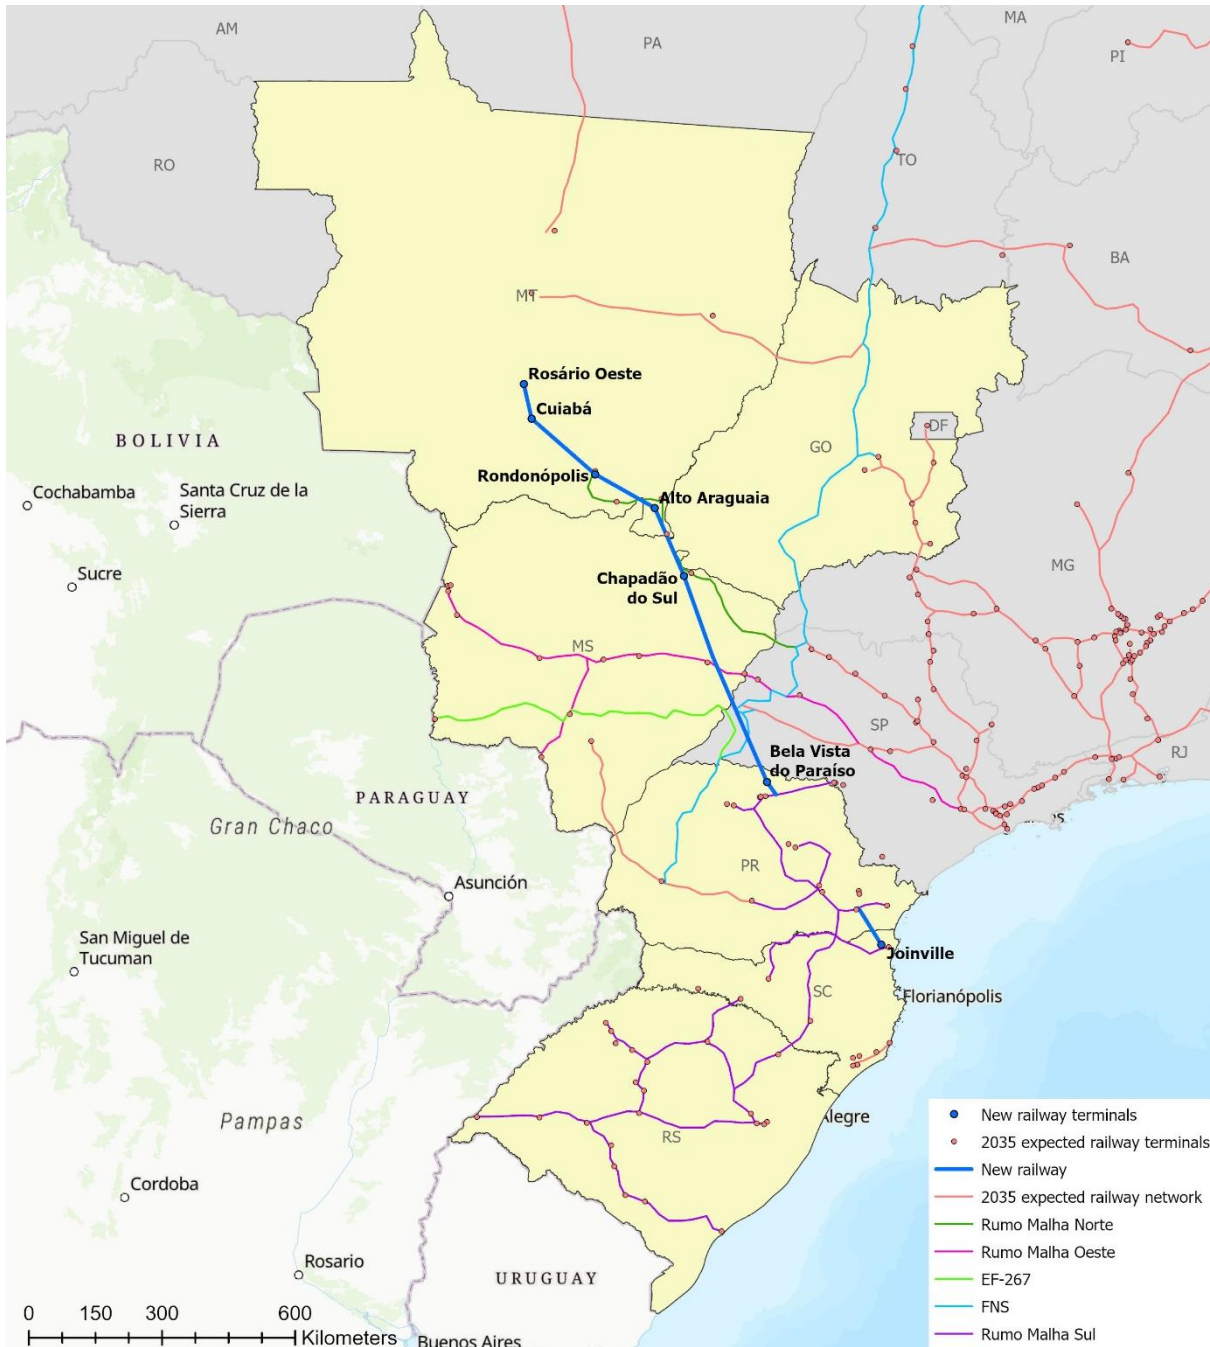 AM
PA
MA
PI
RO
TO
BA
MT
Rosário Oeste
Cuiabá
DF
GO
BOLIVIA
Cochabamba
Santa Cruz de la
Sierra
Rondonópolis
Alto Araguaia
Sucre
Chapadão
do Sul
MG
MS
SP
RJ
Bela Vista
do Paraíso
PARAGUAY
Gran Chaco
PR
Asunción
San Miguel de
Tucuman
Joinville
SC
Florianópolis
Pampas
RS
Alegre
Cordoba
Rosario
URUGUAY
Buenos Aires
0 150 300 600
Kilometers
New railway terminals
2035 expected railway terminals
New railway
2035 expected railway network
Rumo Malha Norte
Rumo Malha Oeste
EF-267
FNS
Rumo Malha Sul